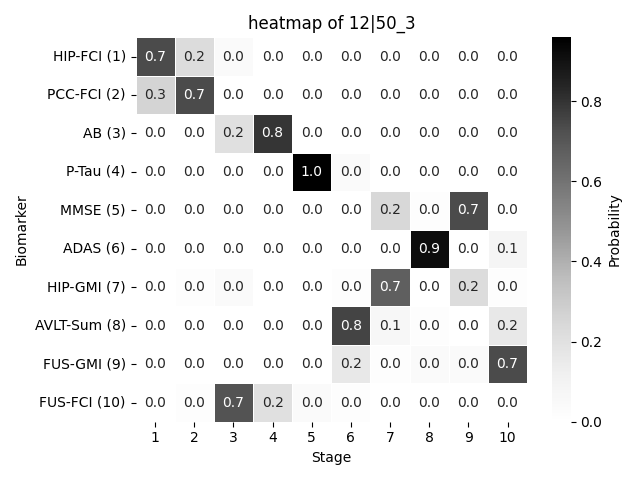 heatmap of 12|50_3
HIP-FCI (1) 0.7 0.2 0.0 0.0 0.0 0.0 0.0 0.0 0.0 0.0
PCC-FCI (2) 0.3 0.7 0.0 0.0 0.0 0.0 0.0 0.0 0.0 0.0
AB (3) 0.0 0.0 0.2 0.8 0.0 0.0 0.0 0.0 0.0 0.0
P-Tau (4) 0.0 0.0 0.0 0.0 1.0 0.0 0.0 0.0 0.0 0.0
MMSE (5) 0.0 0.0 0.0 0.0 0.0 0.0 0.2 0.0 0.7 0.0
ADAS (6) 0.0 0.0 0.0 0.0 0.0 0.0 0.0 0.9 0.0 0.1
HIP-GMI (7) 0.0 0.0 0.0 0.0 0.0 0.0 0.7 0.0 0.2 0.0
AVLT-Sum (8) 0.0 0.0 0.0 0.0 0.0 0.8 0.1 0.0 0.0 0.2
FUS-GMI (9) 0.0 0.0 0.0 0.0 0.0 0.2 0.0 0.0 0.0 0.7
FUS-FCI (10) 0.0 0.0 0.7 0.2 0.0 0.0 0.0 0.0 0.0 0.0
1 2 3 4 5 6 7 8 9 10
Stage
Biomarker
0.8
0.6
0.4
0.2
0.0
Probability